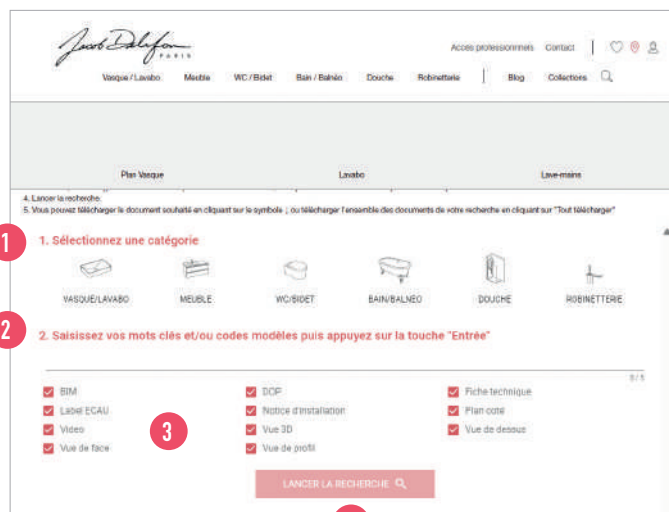 Jacob Delafon
PARIS
Accès professionnels Contact
Vasque / Lavabo Meuble WC / Bidet Bain / Balnéo Douche Robinetterie Blog Collections
Plan Vasque Lavabo Lave-mains
4. Lancer la recherche.
5. Vous pouvez télécharger le document souhaité en cliquant sur le symbole ↓ ou télécharger l'ensemble des documents de votre recherche en cliquant sur "Tout télécharger"
1
1. Sélectionnez une catégorie
VASQUE/LAVABO MEUBLE WC/BIDET BAIN/BALNEO DOUCHE ROBINETTERIE
2
2. Saisissez vos mots clés et/ou codes modèles puis appuyez sur la touche "Entrée"
0 / 5
BIM DOP Fiche technique
Label ECAU Notice d'installation Plan coté
Video Vue 3D Vue de dessus
3
Vue de face Vue de profil
LANCER LA RECHERCHE